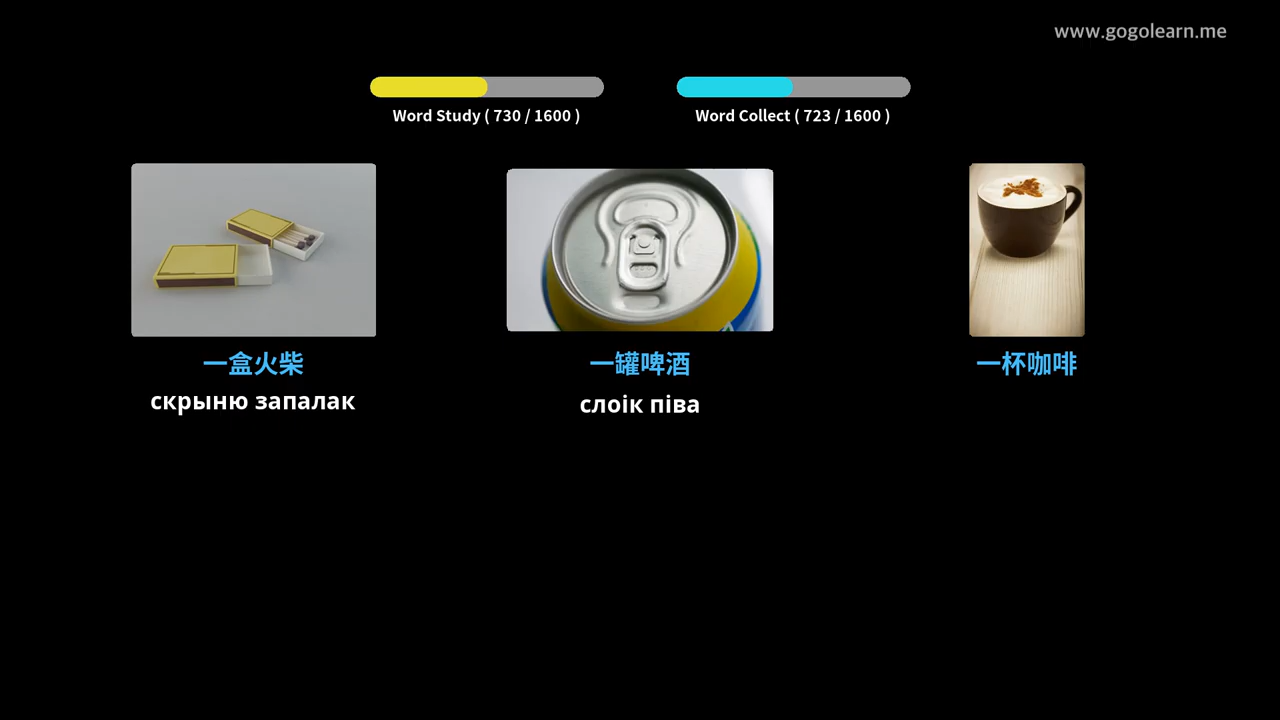 www.gogolearn.me
Word Study ( 730 / 1600 )
Word Collect ( 723 / 1600 )
一盒火柴
一罐啤酒
一杯咖啡
скрыню запалак
слоік піва